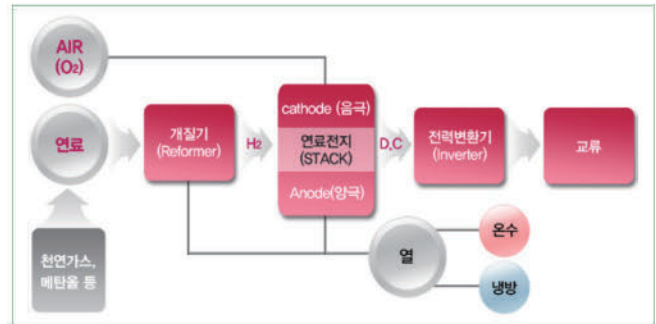 AIR
(O₂)
cathode (음극)
연료
개질기
(Reformer)
H₂
연료전지
(STACK)
D.C
전력변환기
(Inverter)
교류
Anode(양극)
온수
열
천연가스,
메탄올 등
냉방